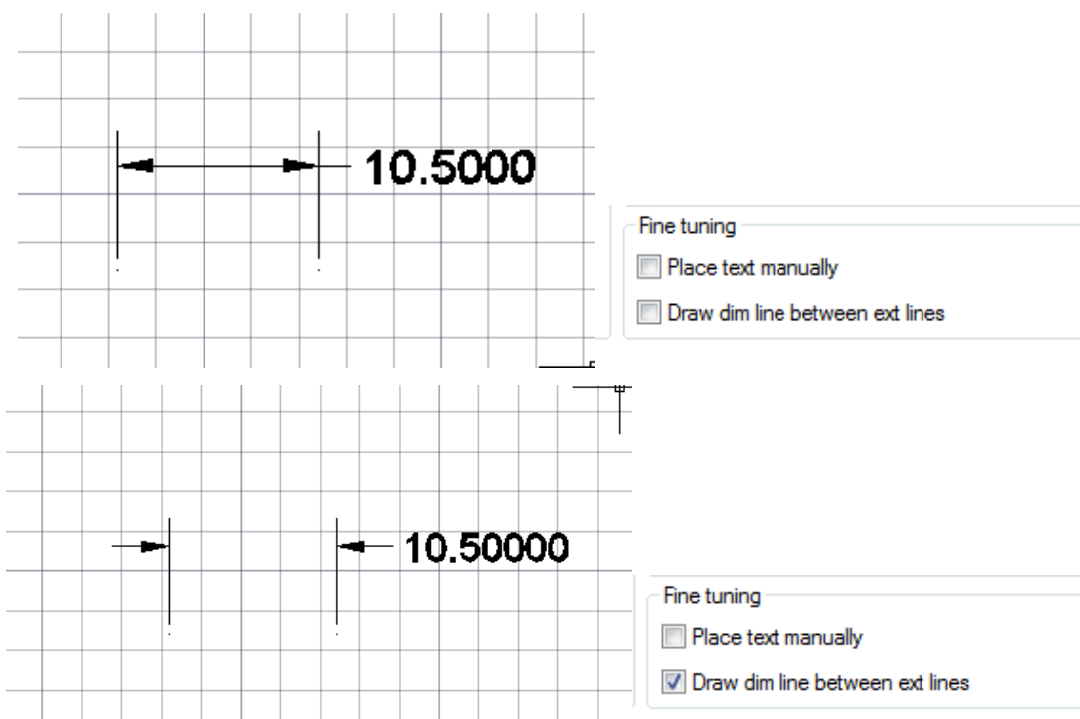 10.5000
Fine tuning
Place text manually
Draw dim line between ext lines
10.50000
Fine tuning
Place text manually
Draw dim line between ext lines